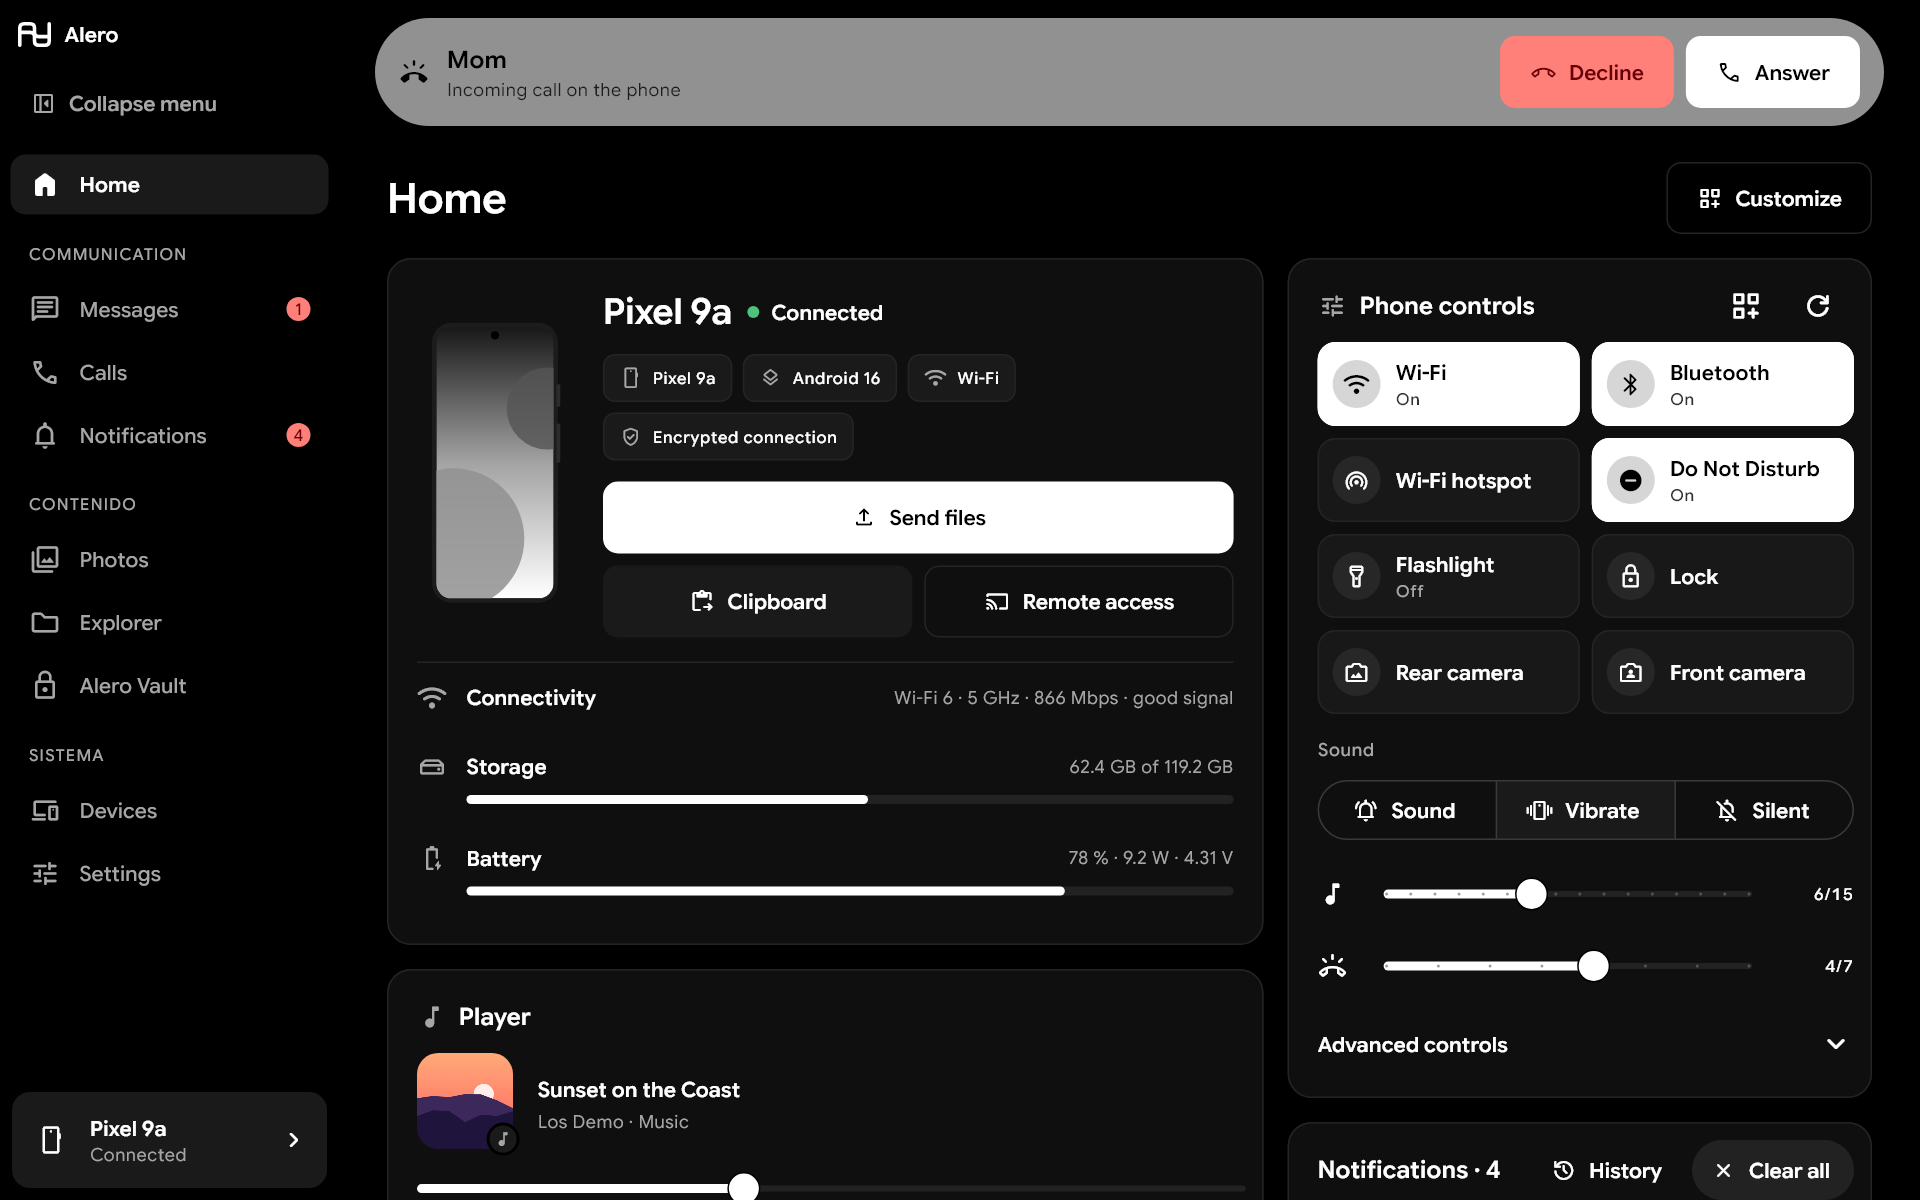 Alero
Collapse menu
Home
COMMUNICATION
Messages
1
Calls
Notifications
4
CONTENIDO
Photos
Explorer
Alero Vault
SISTEMA
Devices
Settings
Pixel 9a
Connected
Mom
Incoming call on the phone
Decline
Answer
Home
Customize
Pixel 9a
Connected
Pixel 9a
Android 16
Wi-Fi
Encrypted connection
Send files
Clipboard
Remote access
Connectivity
Wi-Fi 6 · 5 GHz · 866 Mbps · good signal
Storage
62.4 GB of 119.2 GB
Battery
78 % · 9.2 W · 4.31 V
Player
Sunset on the Coast
Los Demo · Music
Phone controls
Wi-Fi
On
Bluetooth
On
Wi-Fi hotspot
Do Not Disturb
On
Flashlight
Off
Lock
Rear camera
Front camera
Sound
Sound
Vibrate
Silent
6/15
4/7
Advanced controls
Notifications · 4
History
Clear all